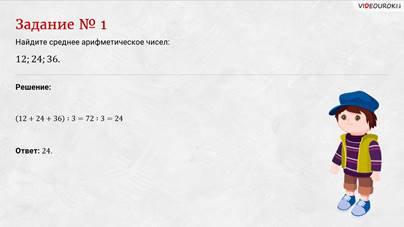 VIDEOUROKI
Задание № 1
Найдите среднее арифметическое чисел:
12; 24; 36.
Решение:
(12 + 24 + 36) : 3 = 72 : 3 = 24
Ответ: 24.